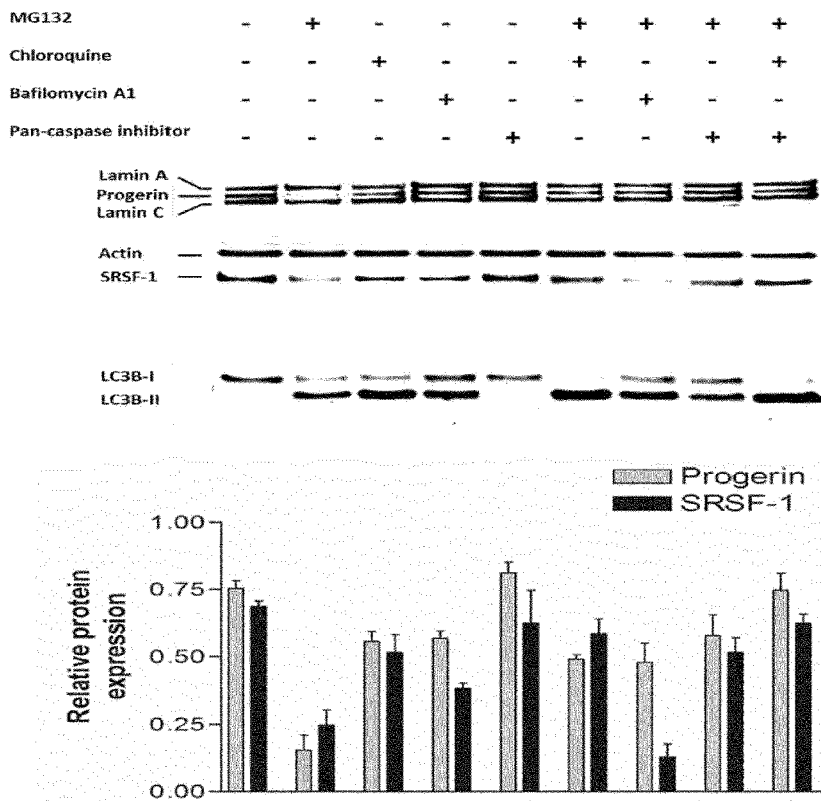 MG132 - + - - - + + + +
Chloroquine - - + - - + - - +
Bafilomycin A1 - - - + - - + - -
Pan-caspase inhibitor - - - - + - - + +
Lamin A
Progerin
Lamin C
Actin
SRSF-1
LC3B-I
LC3B-II
Progerin
SRSF-1
Relative protein
expression
1.00
0.75
0.50
0.25
0.00